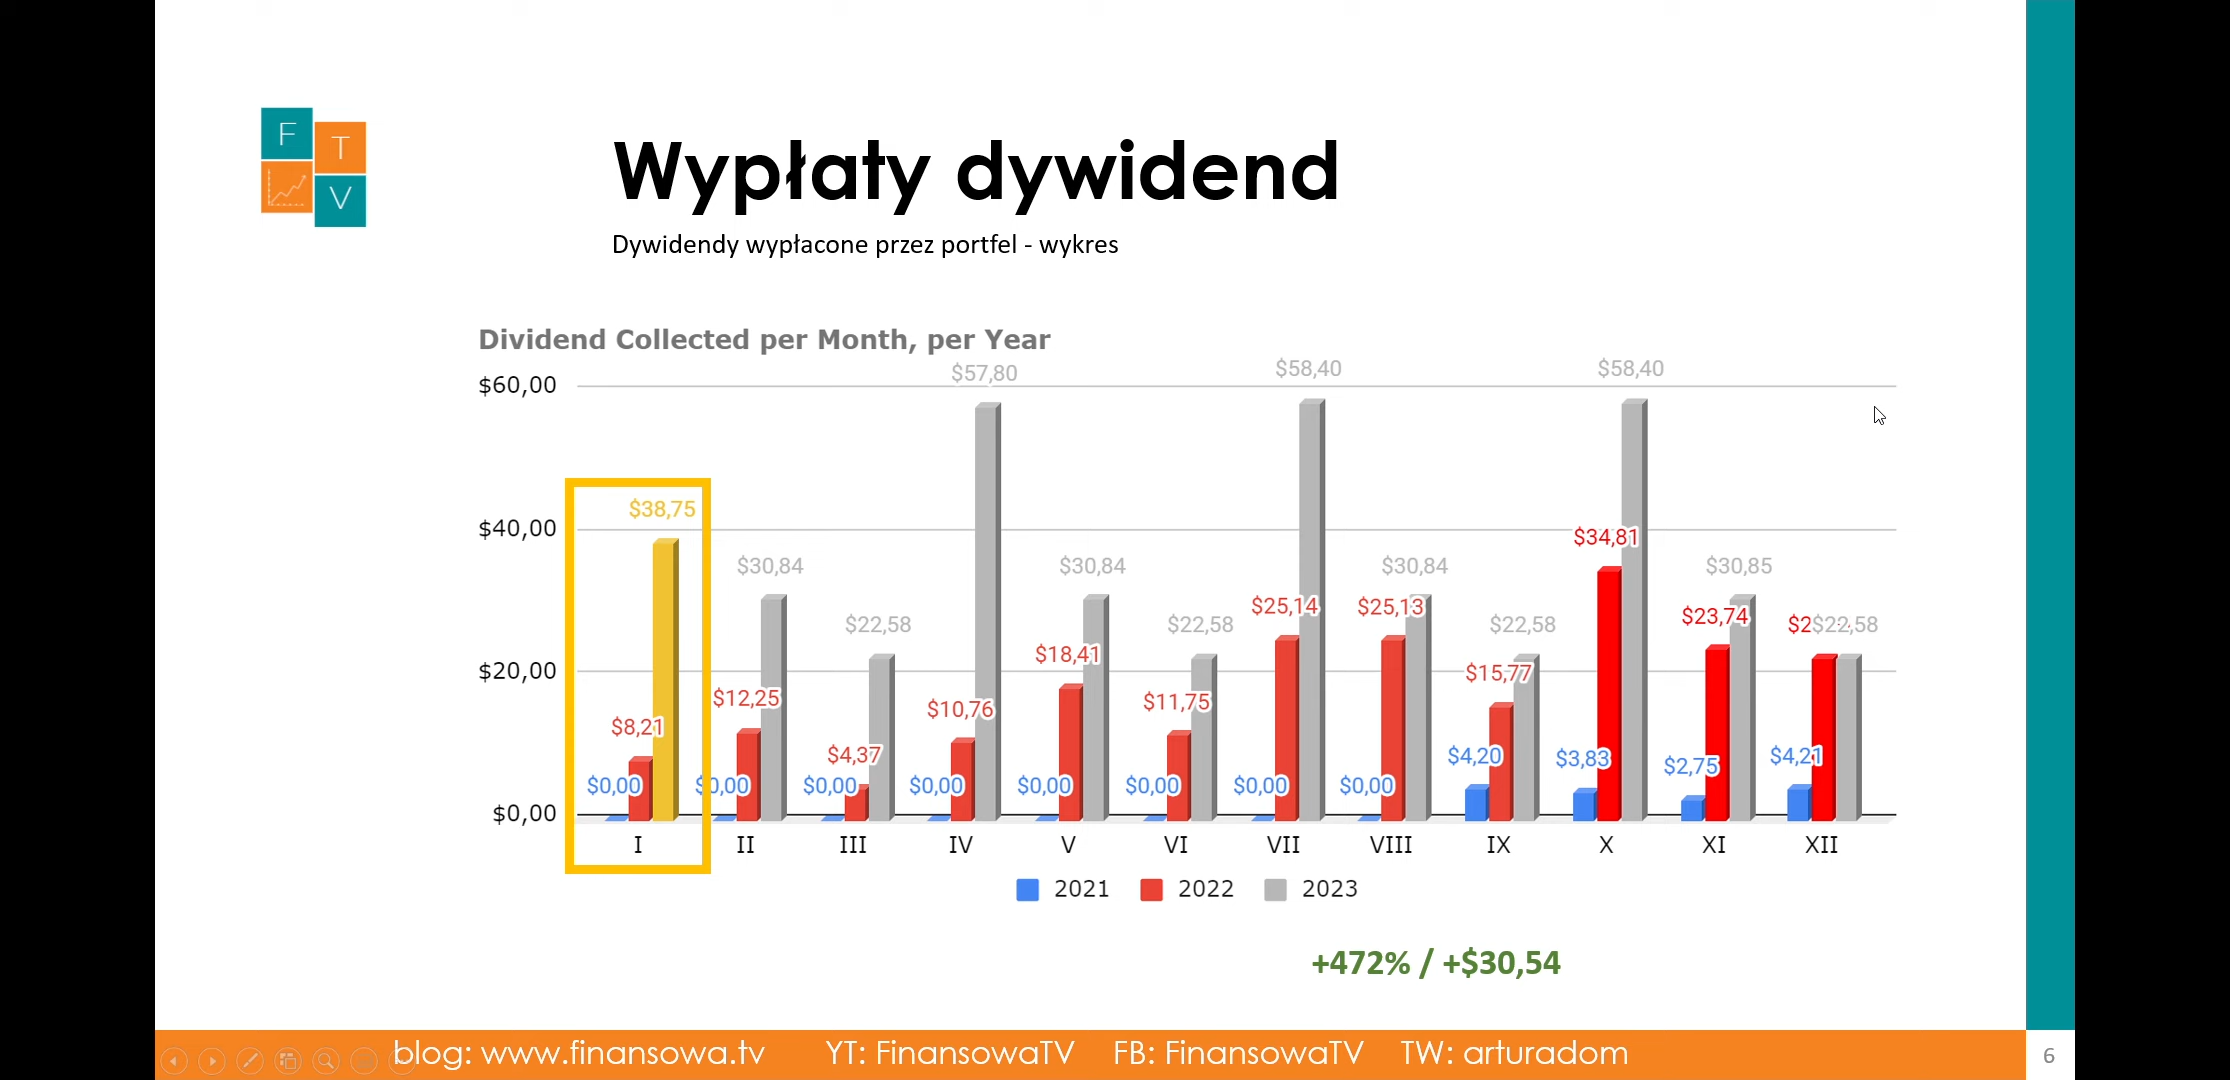 F
T
V
Wypłaty dywidend
Dywidendy wypłacone przez portfel - wykres
Dividend Collected per Month, per Year
$60,00
$40,00
$20,00
$0,00
$0,00 $8,21 $38,75
$0,00 $12,25 $30,84
$0,00 $4,37 $22,58
$0,00 $10,76 $57,80
$0,00 $18,41 $30,84
$0,00 $11,75 $22,58
$0,00 $25,14 $58,40
$0,00 $25,13 $30,84
$4,20 $15,77 $22,58
$3,83 $34,81 $58,40
$2,75 $23,74 $30,85
$4,21 $22,58
I II III IV V VI VII VIII IX X XI XII
2021 2022 2023
+472% / +$30,54
blog: www.finansowa.tv YT: FinansowaTV FB: FinansowaTV TW: arturadom
6